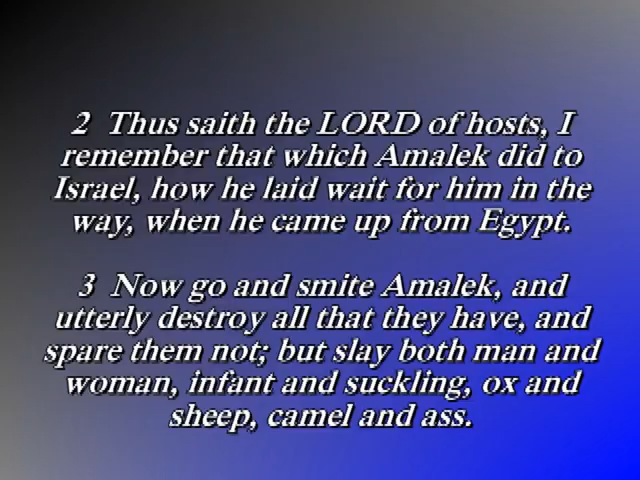 2  Thus saith the LORD of hosts, I
remember that which Amalek did to
Israel, how he laid wait for him in the
way, when he came up from Egypt.
3  Now go and smite Amalek, and
utterly destroy all that they have, and
spare them not; but slay both man and
woman, infant and suckling, ox and
sheep, camel and ass.